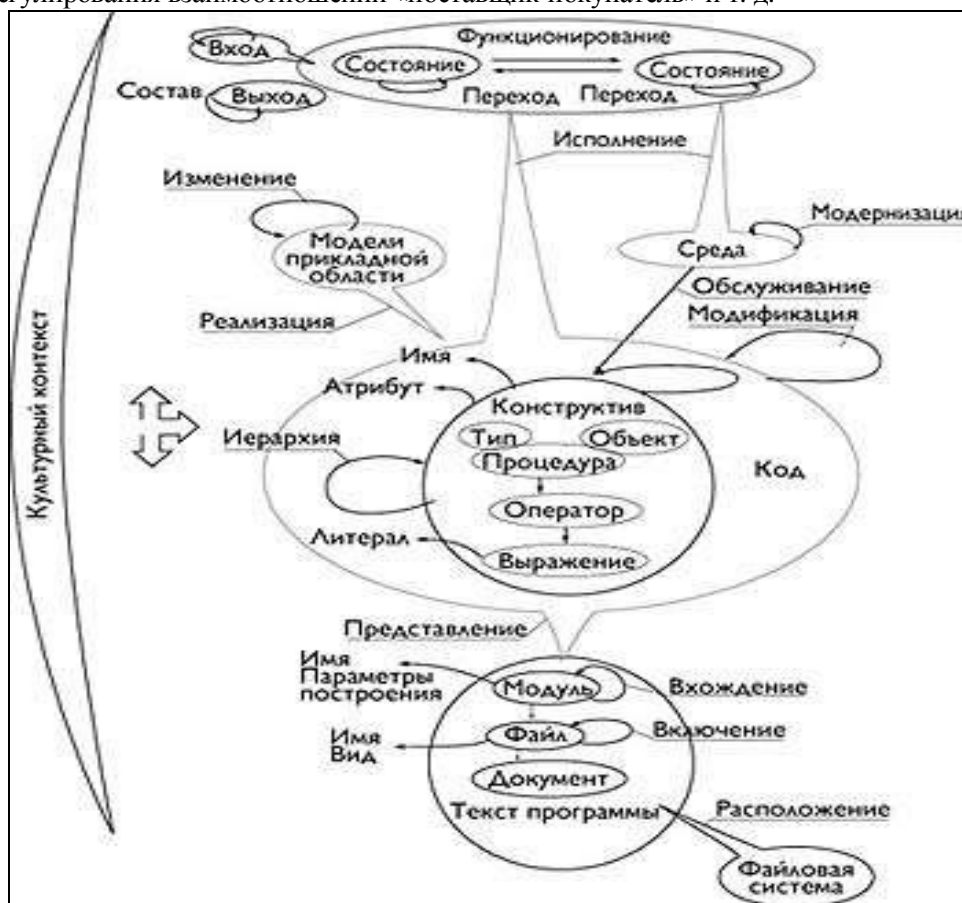 егулирования взаимоотношений «поставщик-покупатель» и т. д.
Функционирование
Вход
Состояние
Состояние
Состав
Выход
Переход
Переход
Исполнение
Изменение
Модернизация
Модели
прикладной
области
Среда
Обслуживание
Модификация
Реализация
Имя
Атрибут
Конструктив
Иерархия
Тип
Объект
Процедура
Код
Оператор
Литерал
Выражение
Культурный контекст
Представление
Имя
Параметры
построения
Модуль
Вхождение
Имя
Вид
Файл
Включение
Документ
Текст программы
Расположение
Файловая
система